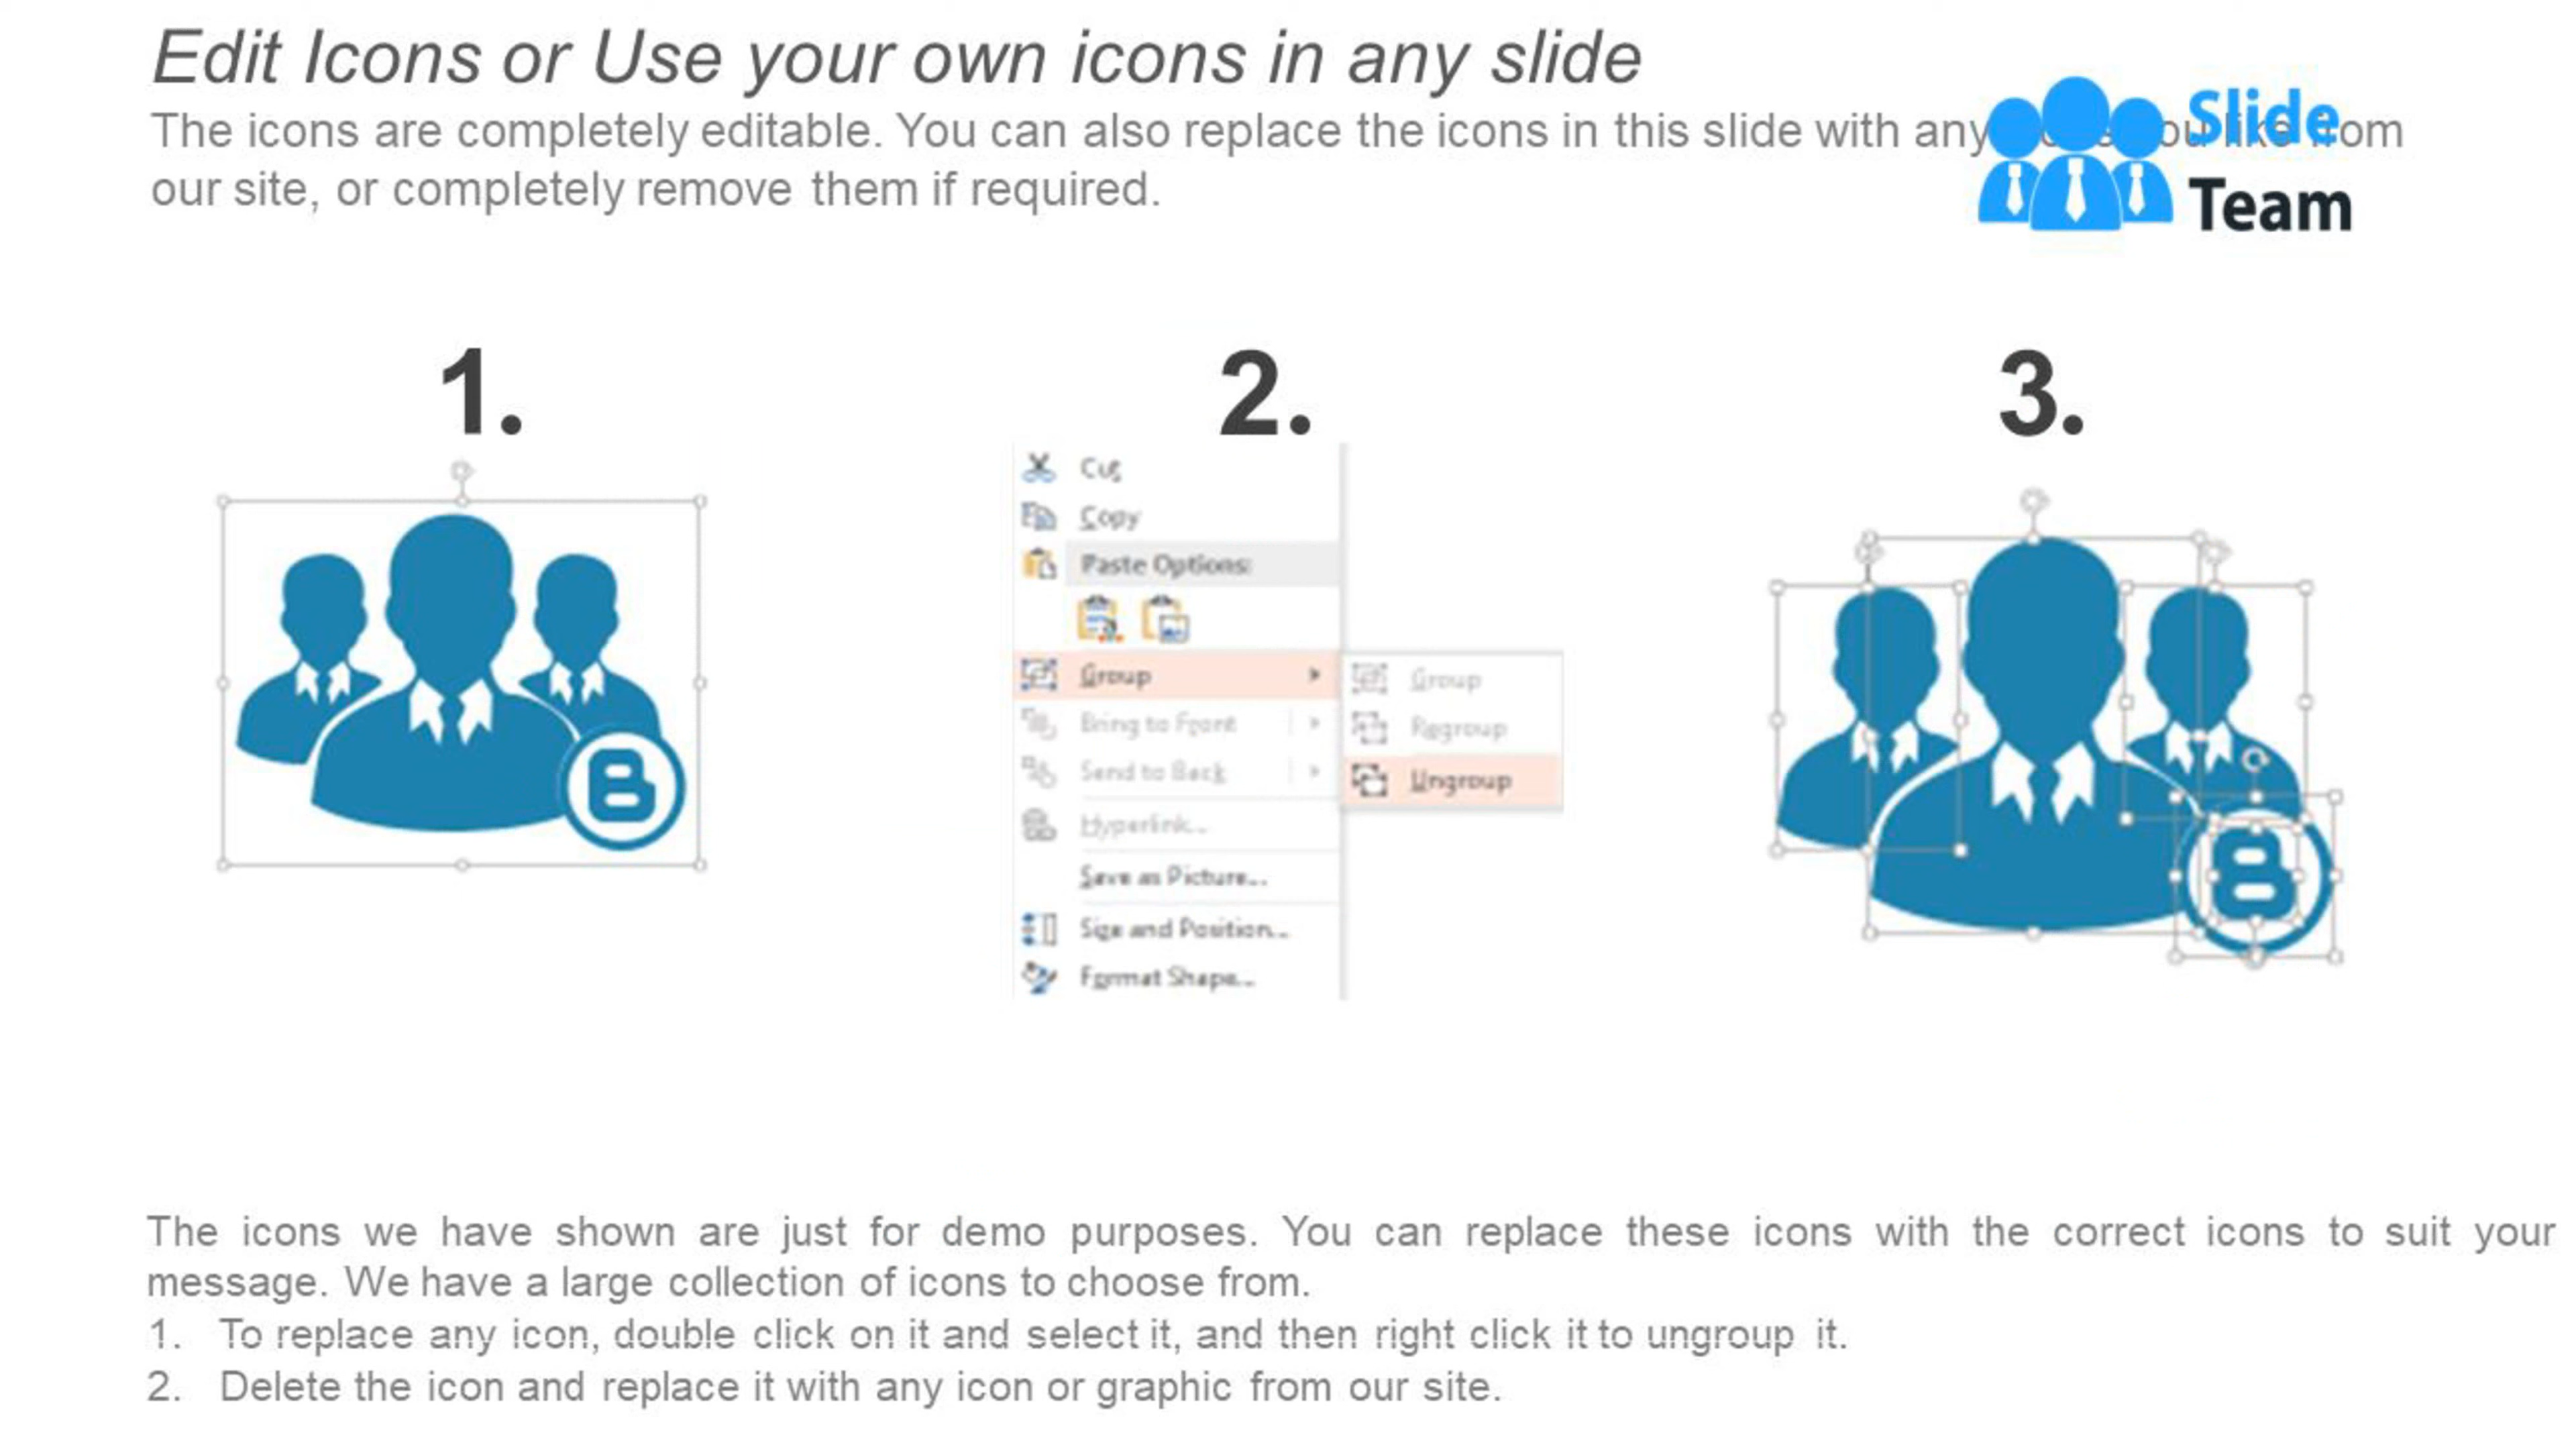 Edit Icons or Use your own icons in any slide
The icons are completely editable. You can also replace the icons in this slide with any you like from
our site, or completely remove them if required.
Slide
Team
1.
2.
3.
Cut
Copy
Paste Options:
Group
Bring to Front
Send to Back
Hyperlink...
Save as Picture...
Size and Position...
Format Shape...
Group
Regroup
Ungroup
B
B
The icons we have shown are just for demo purposes. You can replace these icons with the correct icons to suit your
message. We have a large collection of icons to choose from.
1. To replace any icon, double click on it and select it, and then right click it to ungroup it.
2. Delete the icon and replace it with any icon or graphic from our site.